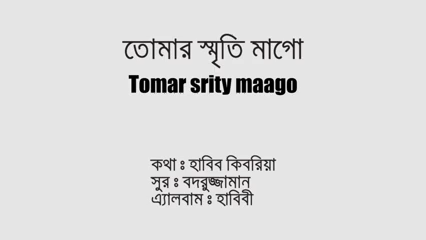 তোমার স্মৃতি মাগো
Tomar srity maago
কথা ঃ হাবিব কিবরিয়া
সুর ঃ বদরুজ্জামান
এ্যালবাম ঃ হাবিবী